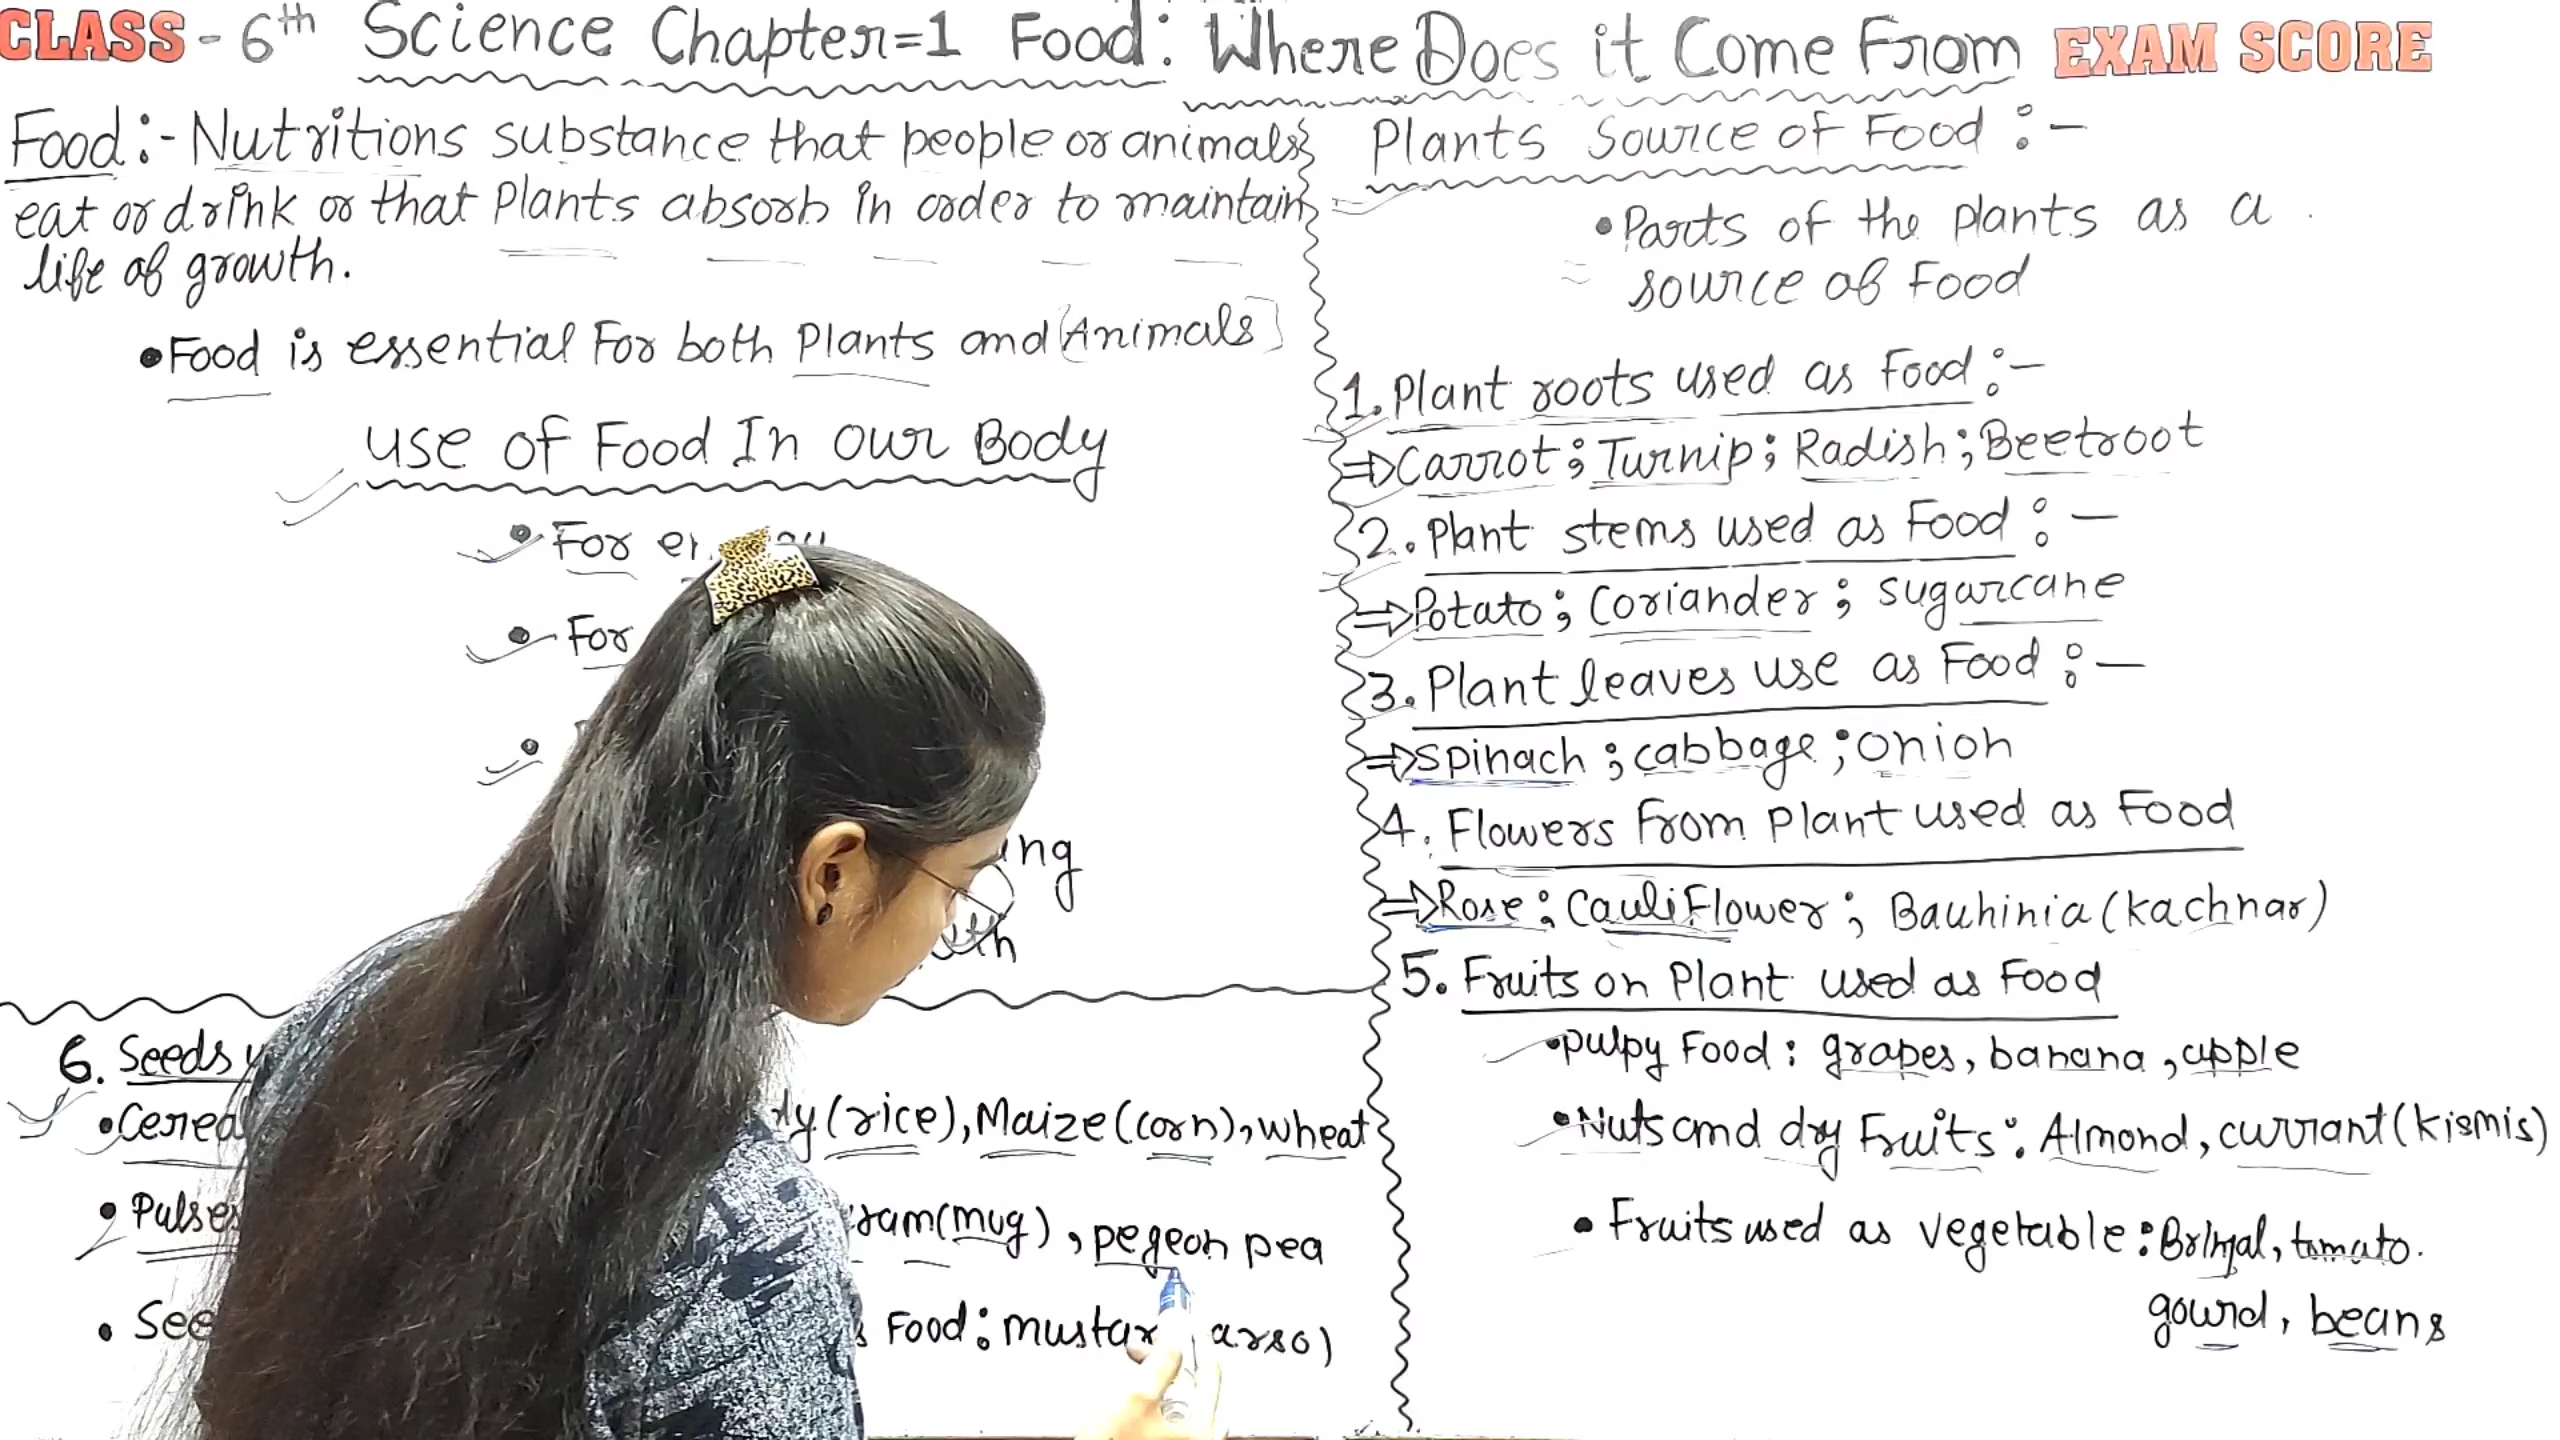 CLASS - 6th Science Chapter=1 Food: Where Does it Come From EXAM SCORE
Food:- Nutritions substance that people or animals
eat or drink or that Plants absorb in order to maintain
life of growth.
•Food is essential For both Plants and [Animals]
use of Food In our Body
• For
• For
6. Seeds
•
(rice), Maize(corn), wheat
• Pulses
(mug), pegeon pea
•
Food: mustar
Plants Source of Food :-
•Parts of the plants as a
source of Food
1. Plant roots used as Food:-
⇒Carrot; Turnip; Radish; Beetroot
2. Plant stems used as Food :-
⇒Potato; Coriander; sugarcane
3. Plant leaves use as Food :-
⇒spinach; cabbage; onion
4. Flowers From Plant used as Food
⇒Rose; CauliFlower; Bauhinia (kachnar)
5. Fruits on Plant used as Food
•pulpy Food: grapes, banana, apple
•Nuts and dry Fruits: Almond, currant(kismis)
• Fruits used as vegetable: Brinjal, tomato.
gourd, beans